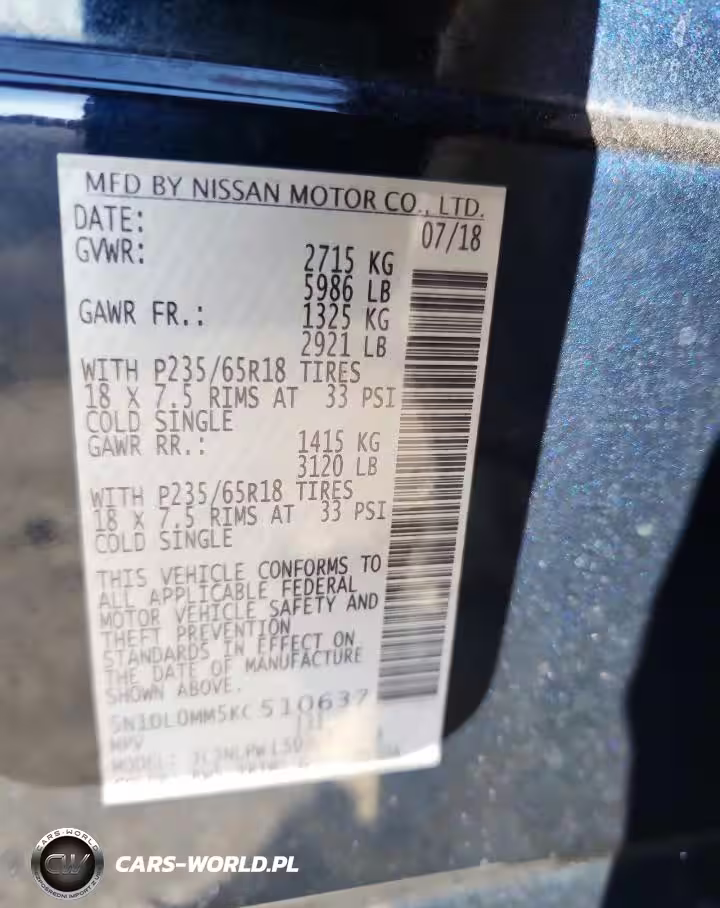 MFD BY NISSAN MOTOR CO., LTD.
DATE: 07/18
GVWR: 2715 KG
5986 LB
GAWR FR.: 1325 KG
2921 LB
WITH P235/65R18 TIRES
18 X 7.5 RIMS AT 33 PSI
COLD SINGLE
GAWR RR.: 1415 KG
3120 LB
WITH P235/65R18 TIRES
18 X 7.5 RIMS AT 33 PSI
COLD SINGLE
THIS VEHICLE CONFORMS TO
ALL APPLICABLE FEDERAL
MOTOR VEHICLE SAFETY AND
THEFT PREVENTION
STANDARDS IN EFFECT ON
THE DATE OF MANUFACTURE
SHOWN ABOVE.
5N1DL0MM5KC510637
MPV
MODEL:
CARS-WORLD
CW
CARS-WORLD.PL